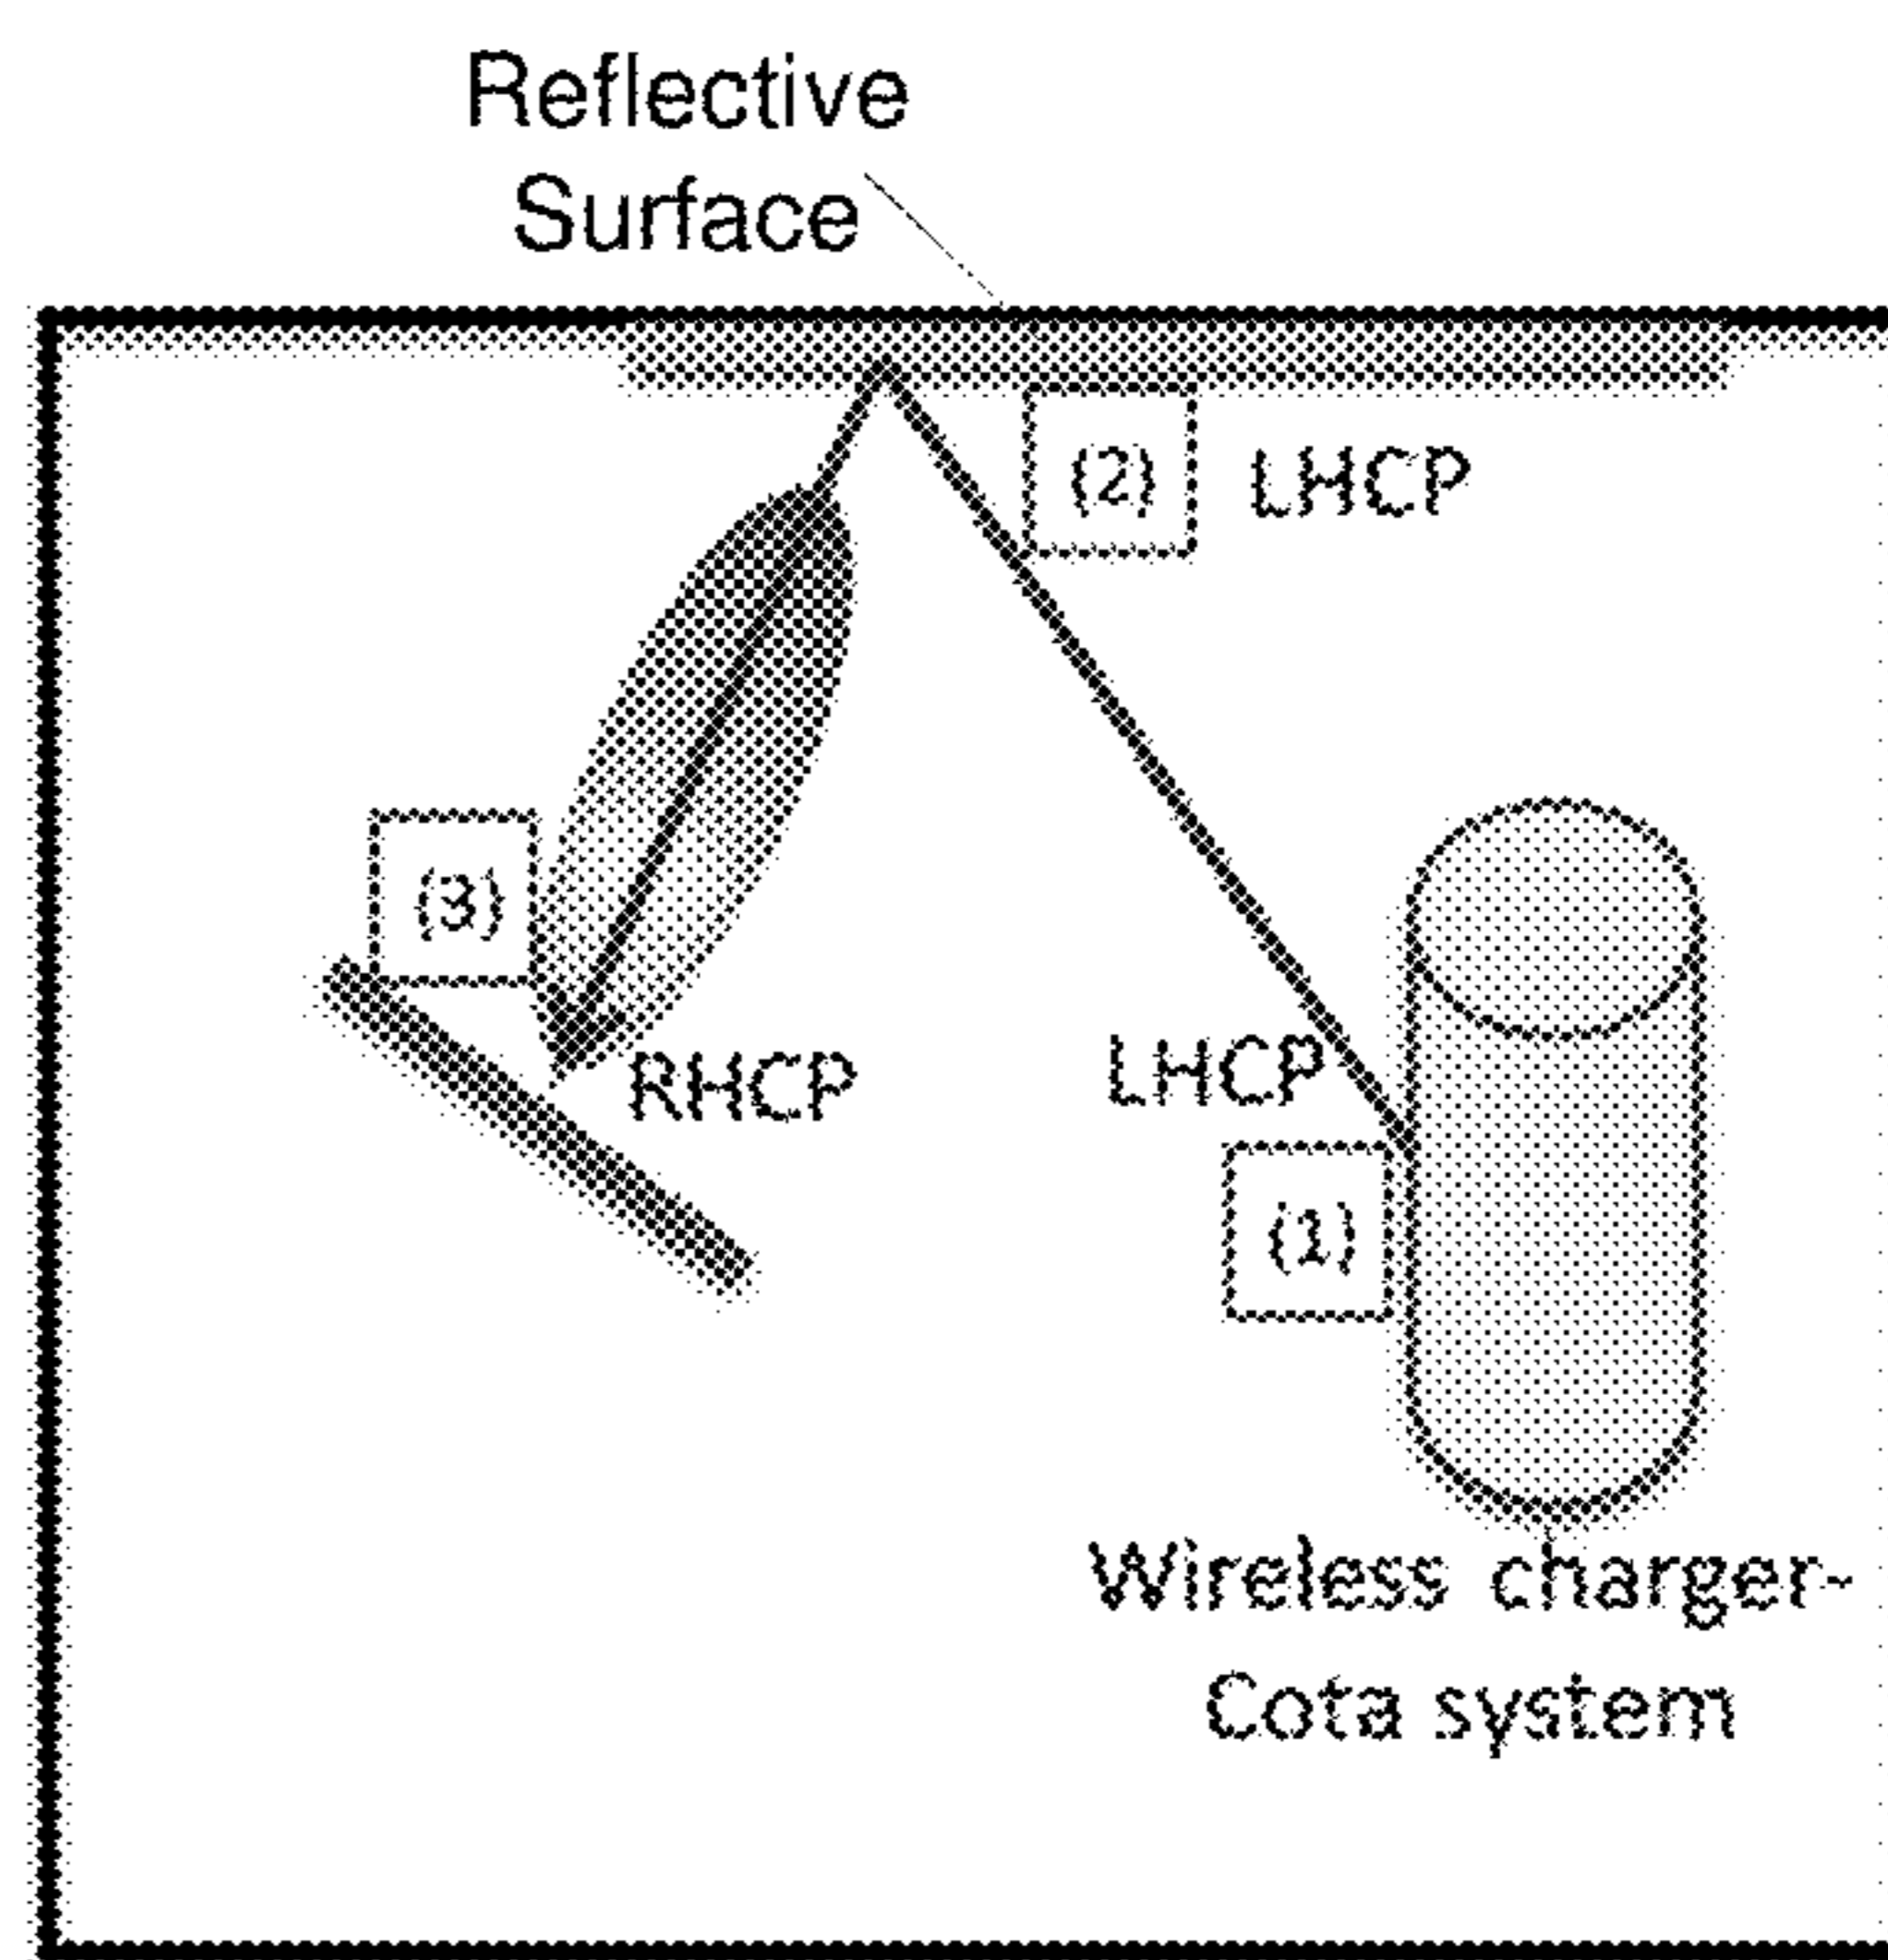 Reflective
Surface
(2) LHCP
(3)
RHCP
LHCP
(1)
Wireless charger-
Cota system